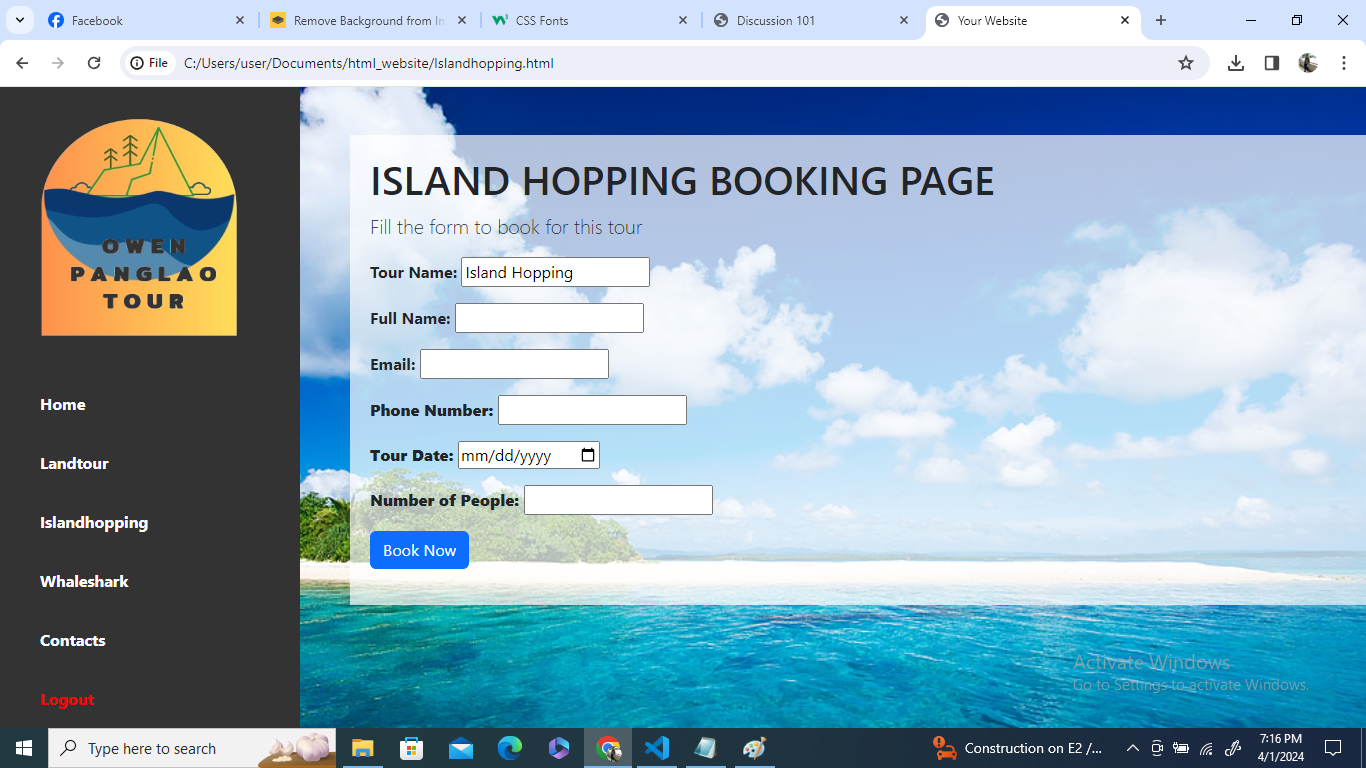 Facebook
Remove Background from Im
CSS Fonts
Discussion 101
Your Website
File
C:/Users/user/Documents/html_website/Islandhopping.html
OWEN
PANGLAO
TOUR
Home
Landtour
Islandhopping
Whaleshark
Contacts
Logout
ISLAND HOPPING BOOKING PAGE
Fill the form to book for this tour
Tour Name: Island Hopping
Full Name:
Email:
Phone Number:
Tour Date: mm/dd/yyyy
Number of People:
Book Now
Activate Windows
Go to Settings to activate Windows.
Type here to search
Construction on E2 /...
7:16 PM
4/1/2024